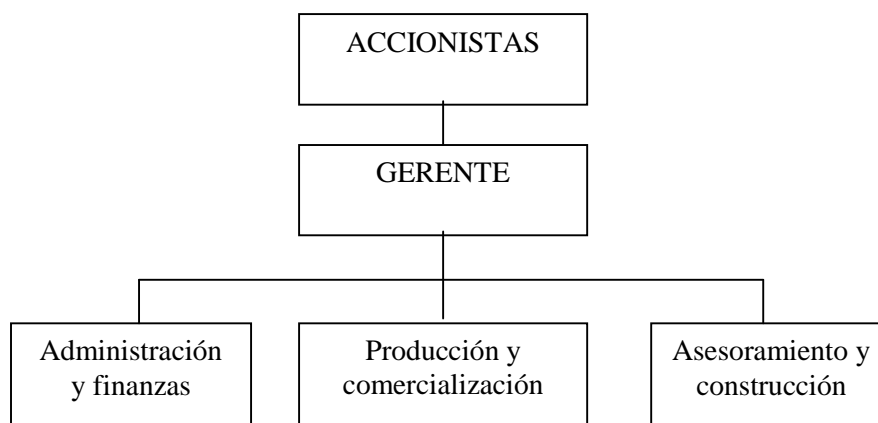 ACCIONISTAS
GERENTE
Administración
y finanzas
Producción y
comercialización
Asesoramiento y
construcción